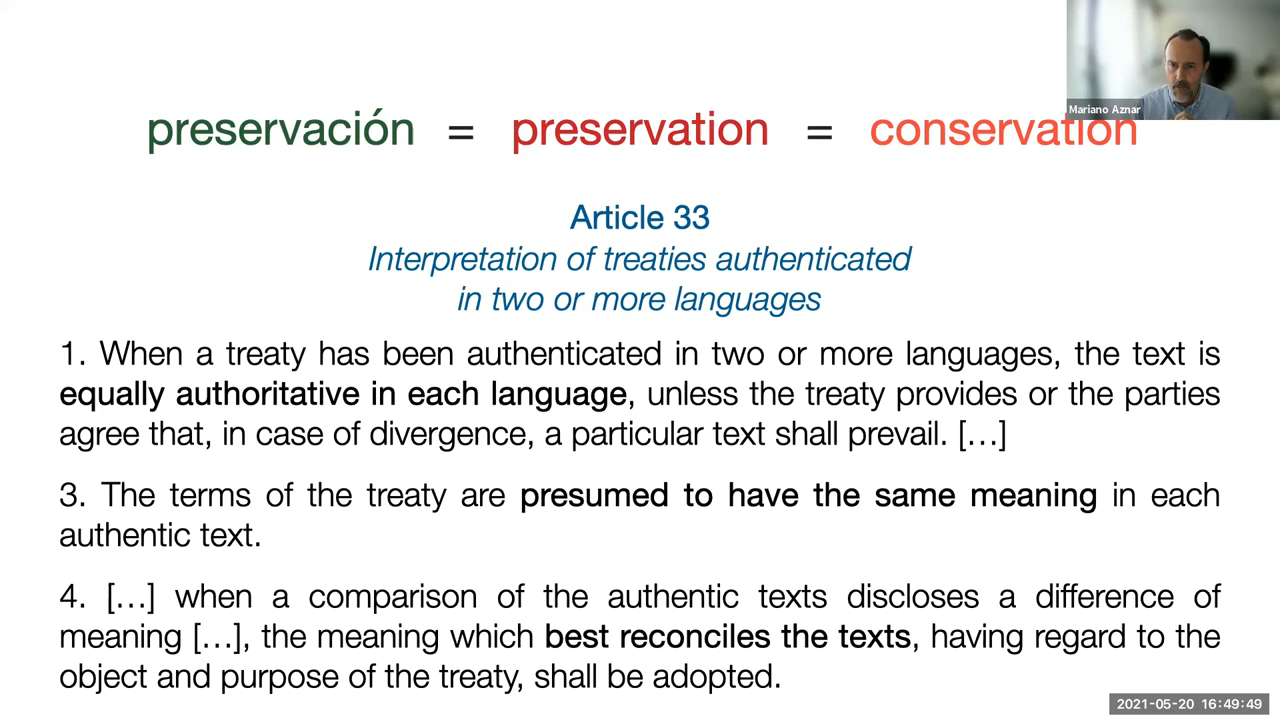 Mariano Aznar
preservación = preservation = conservation
Article 33
Interpretation of treaties authenticated
in two or more languages
1. When a treaty has been authenticated in two or more languages, the text is
equally authoritative in each language, unless the treaty provides or the parties
agree that, in case of divergence, a particular text shall prevail. […]
3. The terms of the treaty are presumed to have the same meaning in each
authentic text.
4. […] when a comparison of the authentic texts discloses a difference of
meaning […], the meaning which best reconciles the texts, having regard to the
object and purpose of the treaty, shall be adopted.
2021-05-20 16:49:49